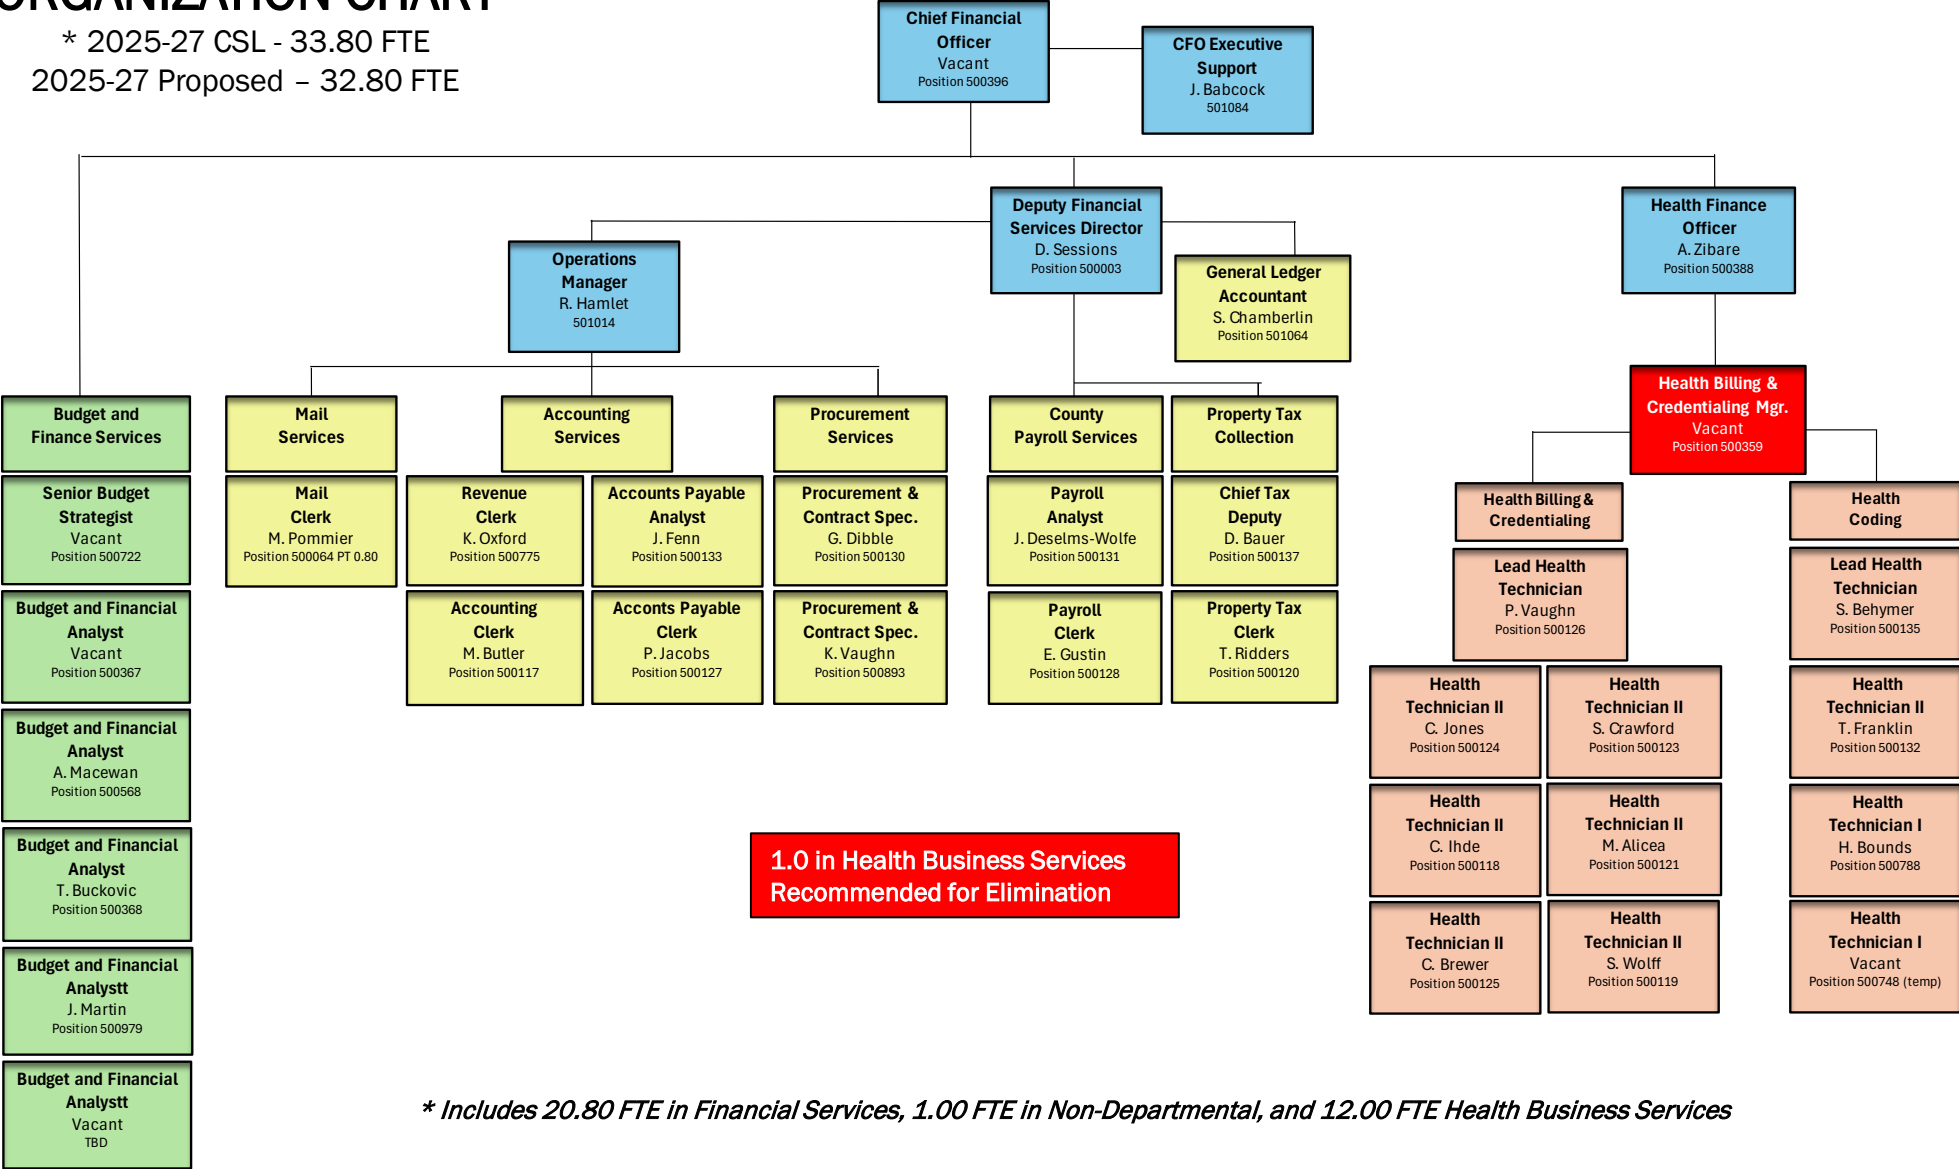 ORGANIZATION CHART
* 2025-27 CSL - 33.80 FTE
2025-27 Proposed – 32.80 FTE
Chief Financial
Officer
Vacant
Position 500396
CFO Executive
Support
J. Babcock
501084
Deputy Financial
Services Director
D. Sessions
Position 500003
Health Finance
Officer
A. Zibare
Position 500388
Operations
Manager
R. Hamlet
501014
General Ledger
Accountant
S. Chamberlin
Position 501064
Health Billing &
Credentialing Mgr.
Vacant
Position 500359
Budget and
Finance Services
Senior Budget
Strategist
Vacant
Position 500722
Budget and Financial
Analyst
Vacant
Position 500367
Budget and Financial
Analyst
A. Macewan
Position 500568
Budget and Financial
Analyst
T. Buckovic
Position 500368
Budget and Financial
Analystt
J. Martin
Position 500979
Budget and Financial
Analystt
Vacant
TBD
Mail
Services
Mail
Clerk
M. Pommier
Position 500064 PT 0.80
Accounting
Services
Revenue
Clerk
K. Oxford
Position 500775
Accounting
Clerk
M. Butler
Position 500117
Accounts Payable
Analyst
J. Fenn
Position 500133
Acconts Payable
Clerk
P. Jacobs
Position 500127
Procurement
Services
Procurement &
Contract Spec.
G. Dibble
Position 500130
Procurement &
Contract Spec.
K. Vaughn
Position 500893
County
Payroll Services
Payroll
Analyst
J. Deselms-Wolfe
Position 500131
Payroll
Clerk
E. Gustin
Position 500128
Property Tax
Collection
Chief Tax
Deputy
D. Bauer
Position 500137
Property Tax
Clerk
T. Ridders
Position 500120
Health Billing &
Credentialing
Lead Health
Technician
P. Vaughn
Position 500126
Health
Technician II
C. Jones
Position 500124
Health
Technician II
S. Crawford
Position 500123
Health
Technician II
C. Ihde
Position 500118
Health
Technician II
M. Alicea
Position 500121
Health
Technician II
C. Brewer
Position 500125
Health
Technician II
S. Wolff
Position 500119
Health
Coding
Lead Health
Technician
S. Behymer
Position 500135
Health
Technician II
T. Franklin
Position 500132
Health
Technician I
H. Bounds
Position 500788
Health
Technician I
Vacant
Position 500748 (temp)
1.0 in Health Business Services
Recommended for Elimination
* Includes 20.80 FTE in Financial Services, 1.00 FTE in Non-Departmental, and 12.00 FTE Health Business Services